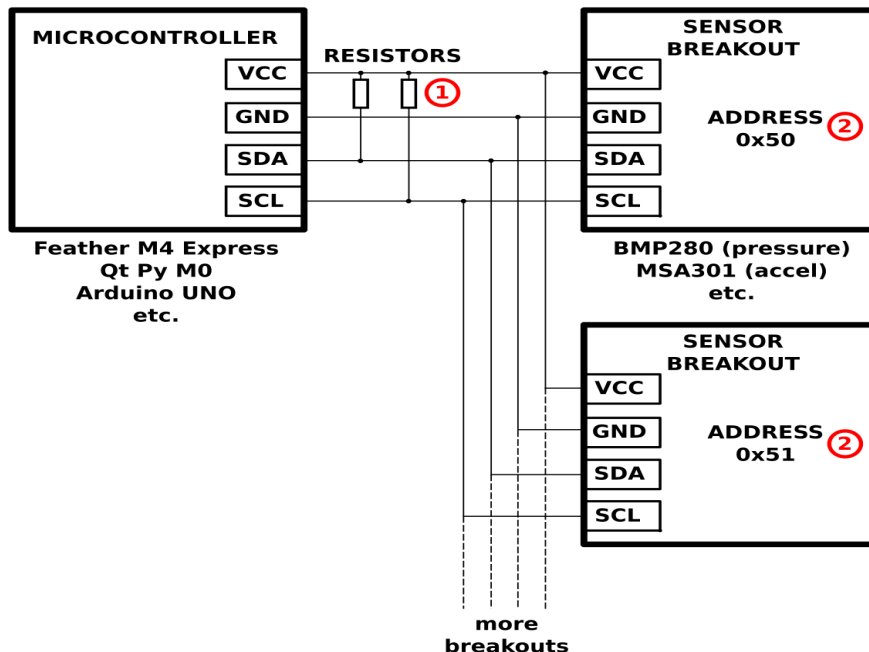 MICROCONTROLLER
VCC
GND
SDA
SCL
Feather M4 Express
Qt Py M0
Arduino UNO
etc.
RESISTORS
1
SENSOR
BREAKOUT
VCC
GND
SDA
SCL
ADDRESS
0x50
2
BMP280 (pressure)
MSA301 (accel)
etc.
SENSOR
BREAKOUT
VCC
GND
SDA
SCL
ADDRESS
0x51
2
more
breakouts